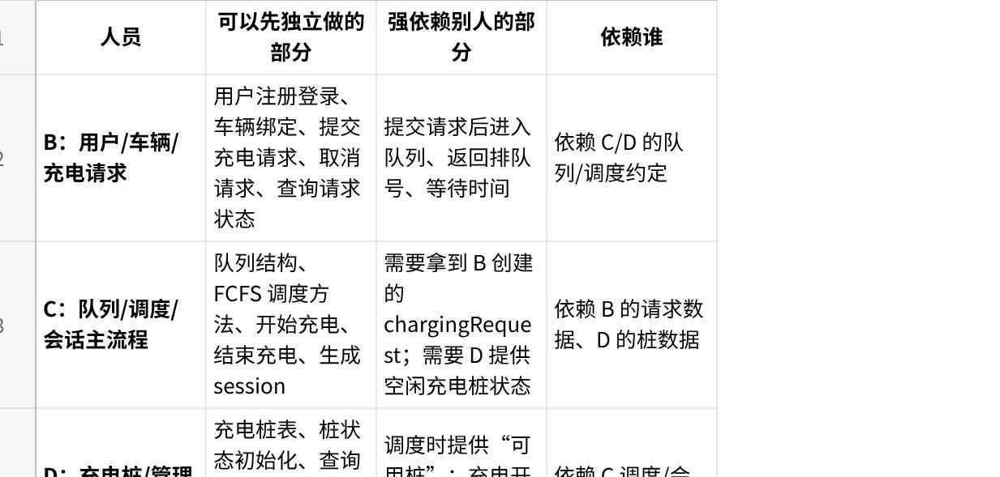 人员
可以先独立做的
部分
强依赖别人的部
分
依赖谁
2
B：用户/车辆/
充电请求
用户注册登录、
车辆绑定、提交
充电请求、取消
请求、查询请求
状态
提交请求后进入
队列、返回排队
号、等待时间
依赖 C/D 的队
列/调度约定
3
C：队列/调度/
会话主流程
队列结构、
FCFS 调度方
法、开始充电、
结束充电、生成
session
需要拿到 B 创建
的
chargingReque
st；需要 D 提供
空闲充电桩状态
依赖 B 的请求数
据、D 的桩数据
D：充电桩/管理
充电桩表、桩状
态初始化、查询
调度时提供“可
用桩”；充电开
依赖 C 调度/会